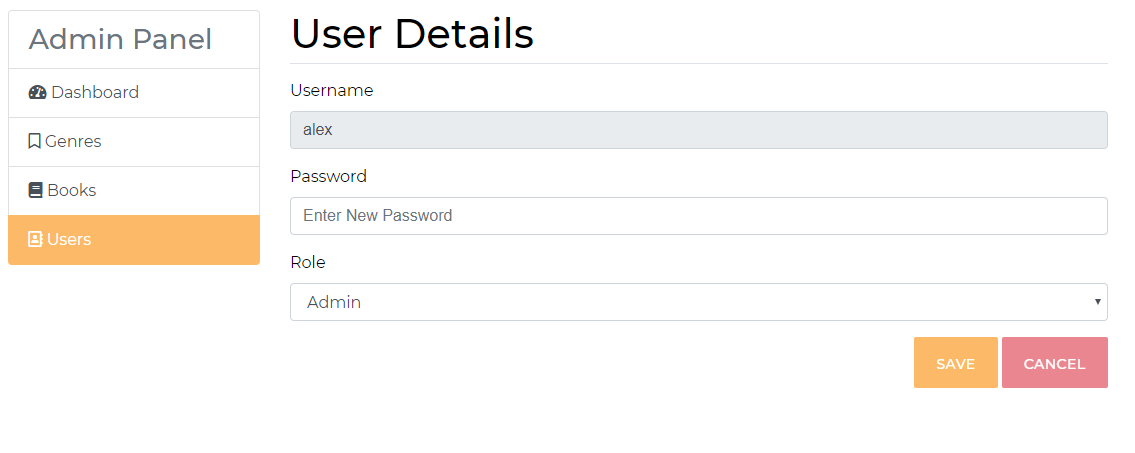 Admin Panel
Dashboard
Genres
Books
Users
User Details
Username
alex
Password
Enter New Password
Role
Admin
SAVE
CANCEL